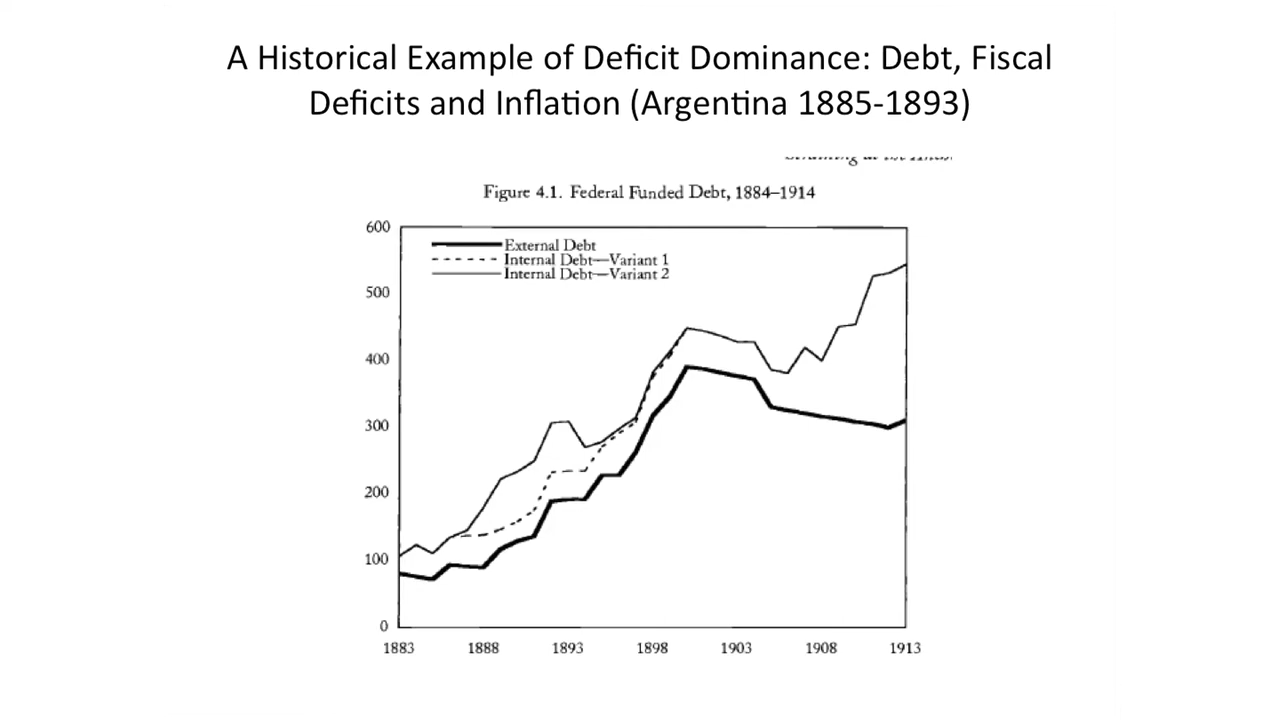 A Historical Example of Deficit Dominance: Debt, Fiscal
Deficits and Inflation (Argentina 1885-1893)
Figure 4.1. Federal Funded Debt, 1884–1914
600
External Debt
Internal Debt—Variant 1
Internal Debt—Variant 2
500
400
300
200
100
0
1883 1888 1893 1898 1903 1908 1913